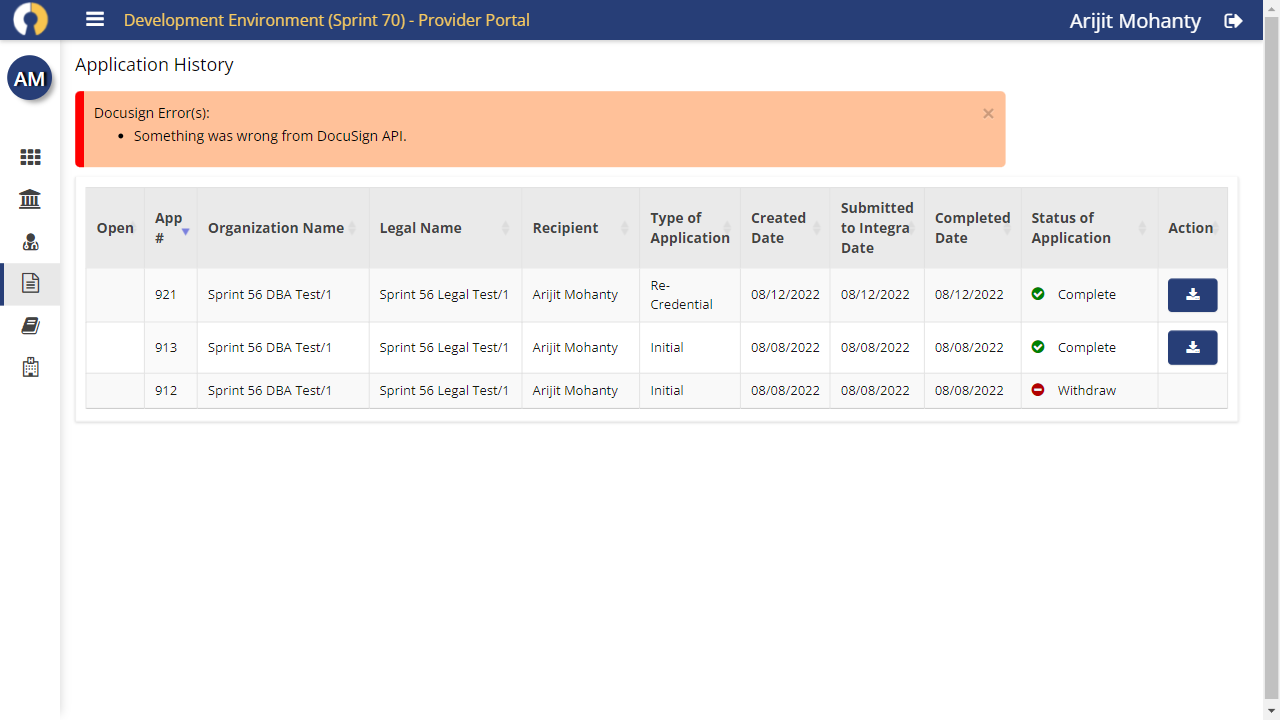 Development Environment (Sprint 70) - Provider Portal
Arijit Mohanty
AM
Application History
Docusign Error(s):
×
Something was wrong from DocuSign API.
Open
App
#
Organization Name
Legal Name
Recipient
Type of
Application
Created
Date
Submitted
to Integra
Date
Completed
Date
Status of
Application
Action
921
Sprint 56 DBA Test/1
Sprint 56 Legal Test/1
Arijit Mohanty
Re-
Credential
08/12/2022
08/12/2022
08/12/2022
Complete
913
Sprint 56 DBA Test/1
Sprint 56 Legal Test/1
Arijit Mohanty
Initial
08/08/2022
08/08/2022
08/08/2022
Complete
912
Sprint 56 DBA Test/1
Sprint 56 Legal Test/1
Arijit Mohanty
Initial
08/08/2022
08/08/2022
08/08/2022
Withdraw